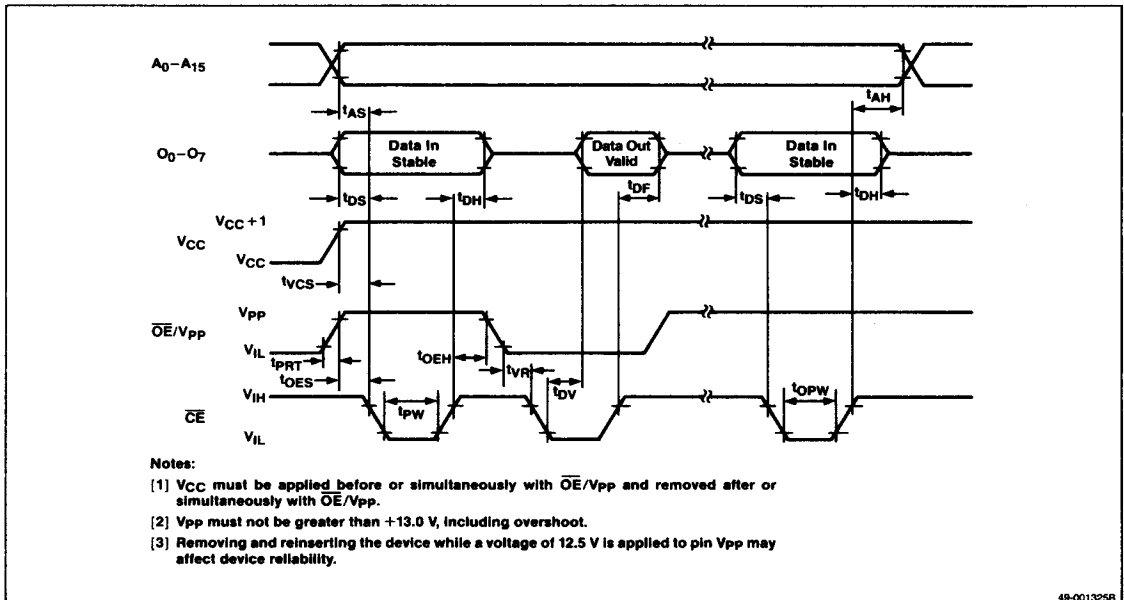 A0–A15
tAS
tAH
O0–O7
Data In
Stable
Data Out
Valid
Data In
Stable
tDS
tDH
tDF
tDS
tDH
VCC+1
VCC
VCC
tVCS
VPP
OE/VPP
VIL
tPRT
tOEH
tVR
tOES
tDV
VIH
tPW
tOPW
CE
VIL
Notes:
[1] VCC must be applied before or simultaneously with OE/VPP and removed after or
simultaneously with OE/VPP.
[2] VPP must not be greater than +13.0 V, including overshoot.
[3] Removing and reinserting the device while a voltage of 12.5 V is applied to pin VPP may
affect device reliability.
49-001325B